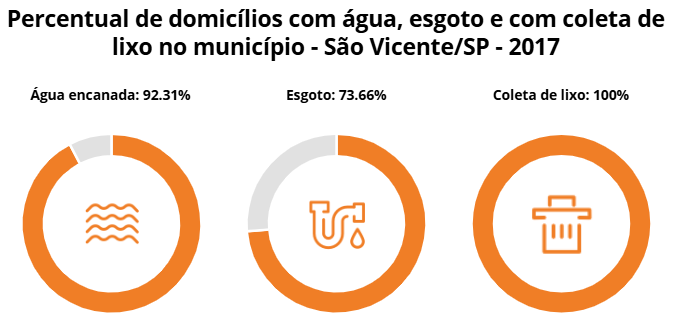 Percentual de domicílios com água, esgoto e com coleta de
lixo no município - São Vicente/SP - 2017
Água encanada: 92.31%
Esgoto: 73.66%
Coleta de lixo: 100%